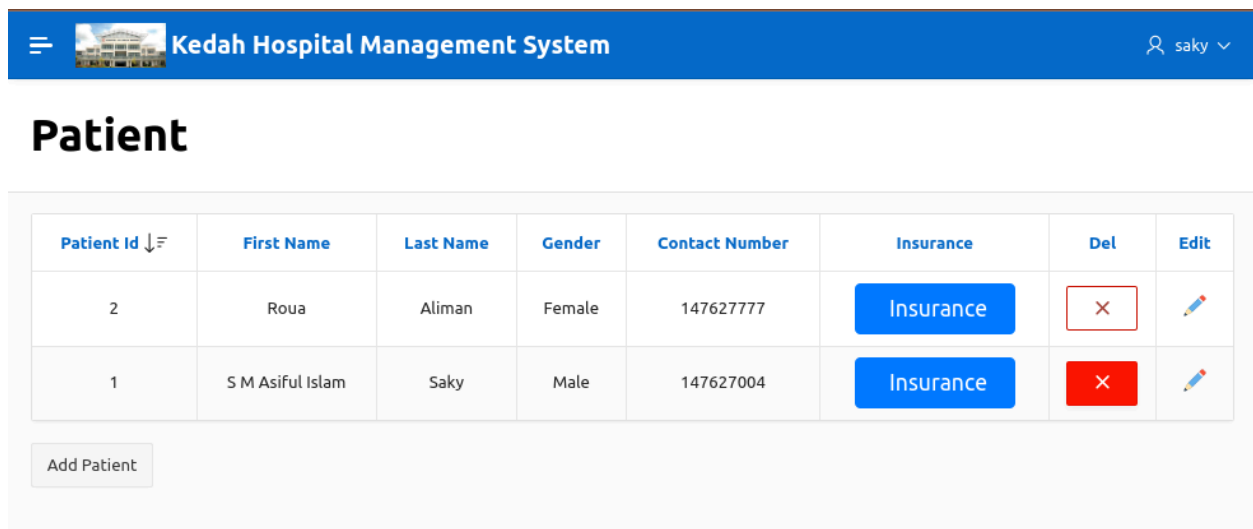 Kedah Hospital Management System saky
Patient
Patient Id First Name Last Name Gender Contact Number Insurance Del Edit
2 Roua Aliman Female 147627777 Insurance
1 S M Asiful Islam Saky Male 147627004 Insurance
Add Patient